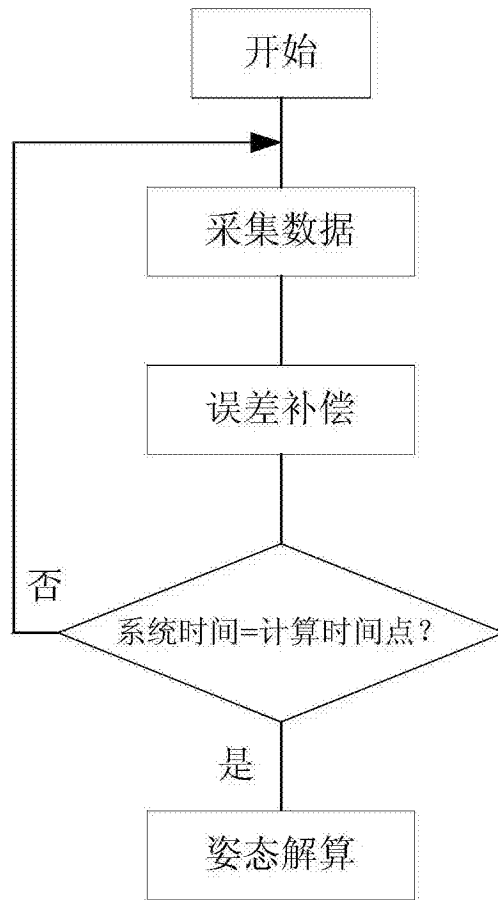 开始
采集数据
误差补偿
否
系统时间=计算时间点？
是
姿态解算